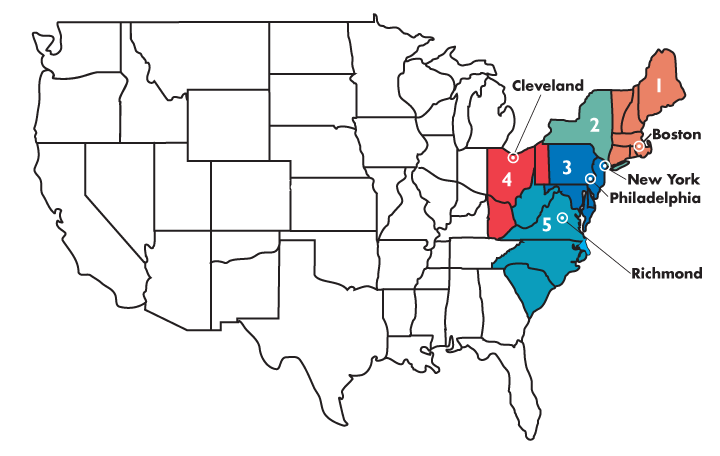 Cleveland
1
2
Boston
3
4
New York
Philadelphia
5
Richmond